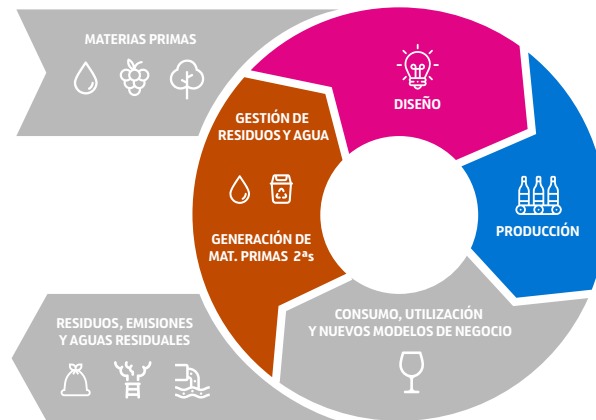 MATERIAS PRIMAS
DISEÑO
GESTIÓN DE
RESIDUOS Y AGUA
PRODUCCIÓN
GENERACIÓN DE
MAT. PRIMAS 2ªs
CONSUMO, UTILIZACIÓN
Y NUEVOS MODELOS DE NEGOCIO
RESIDUOS, EMISIONES
Y AGUAS RESIDUALES